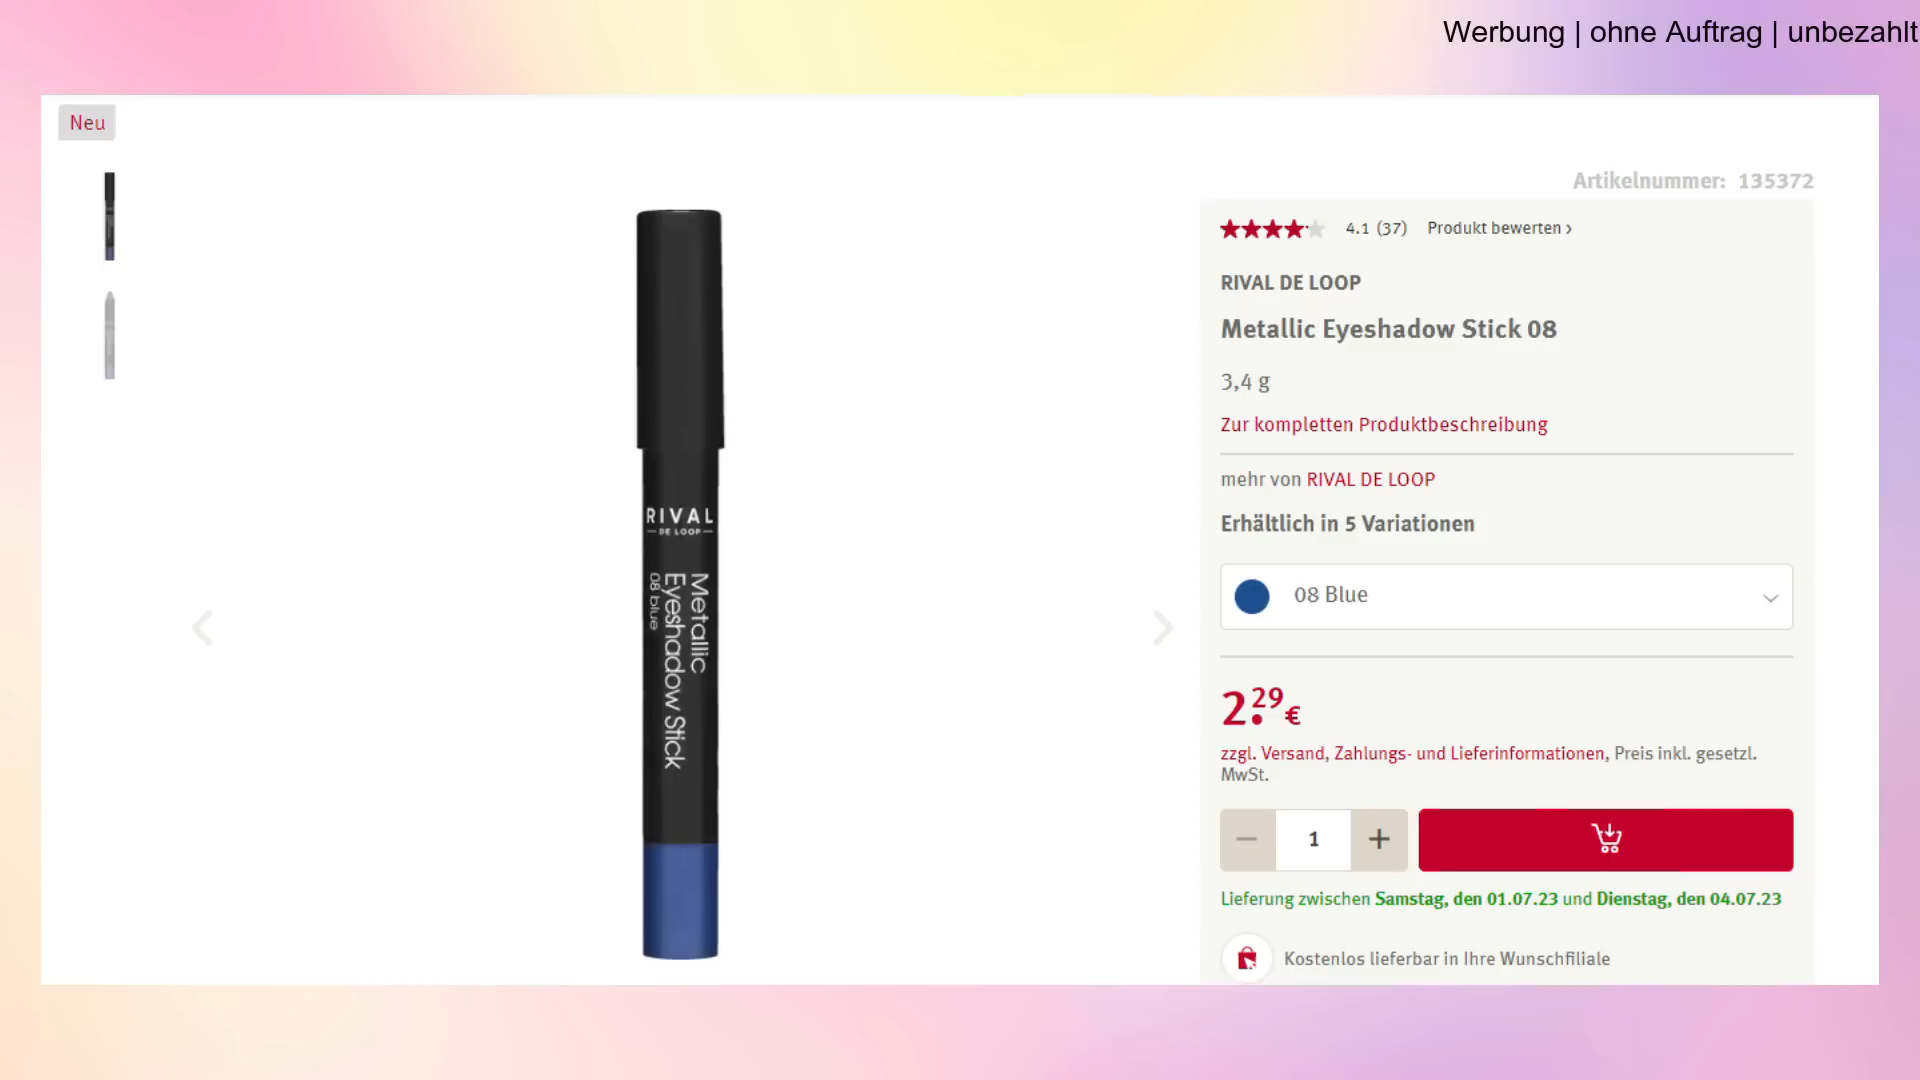 Werbung | ohne Auftrag | unbezahlt
Neu
Artikelnummer: 135372
4.1 (37) Produkt bewerten ›
RIVAL DE LOOP
Metallic Eyeshadow Stick 08
3,4 g
Zur kompletten Produktbeschreibung
mehr von RIVAL DE LOOP
Erhältlich in 5 Variationen
08 Blue
2.29 €
zzgl. Versand, Zahlungs- und Lieferinformationen, Preis inkl. gesetzl.
MwSt.
1
Lieferung zwischen Samstag, den 01.07.23 und Dienstag, den 04.07.23
Kostenlos lieferbar in Ihre Wunschfiliale
RIVAL
DE LOOP
Metallic
Eyeshadow Stick
08 blue